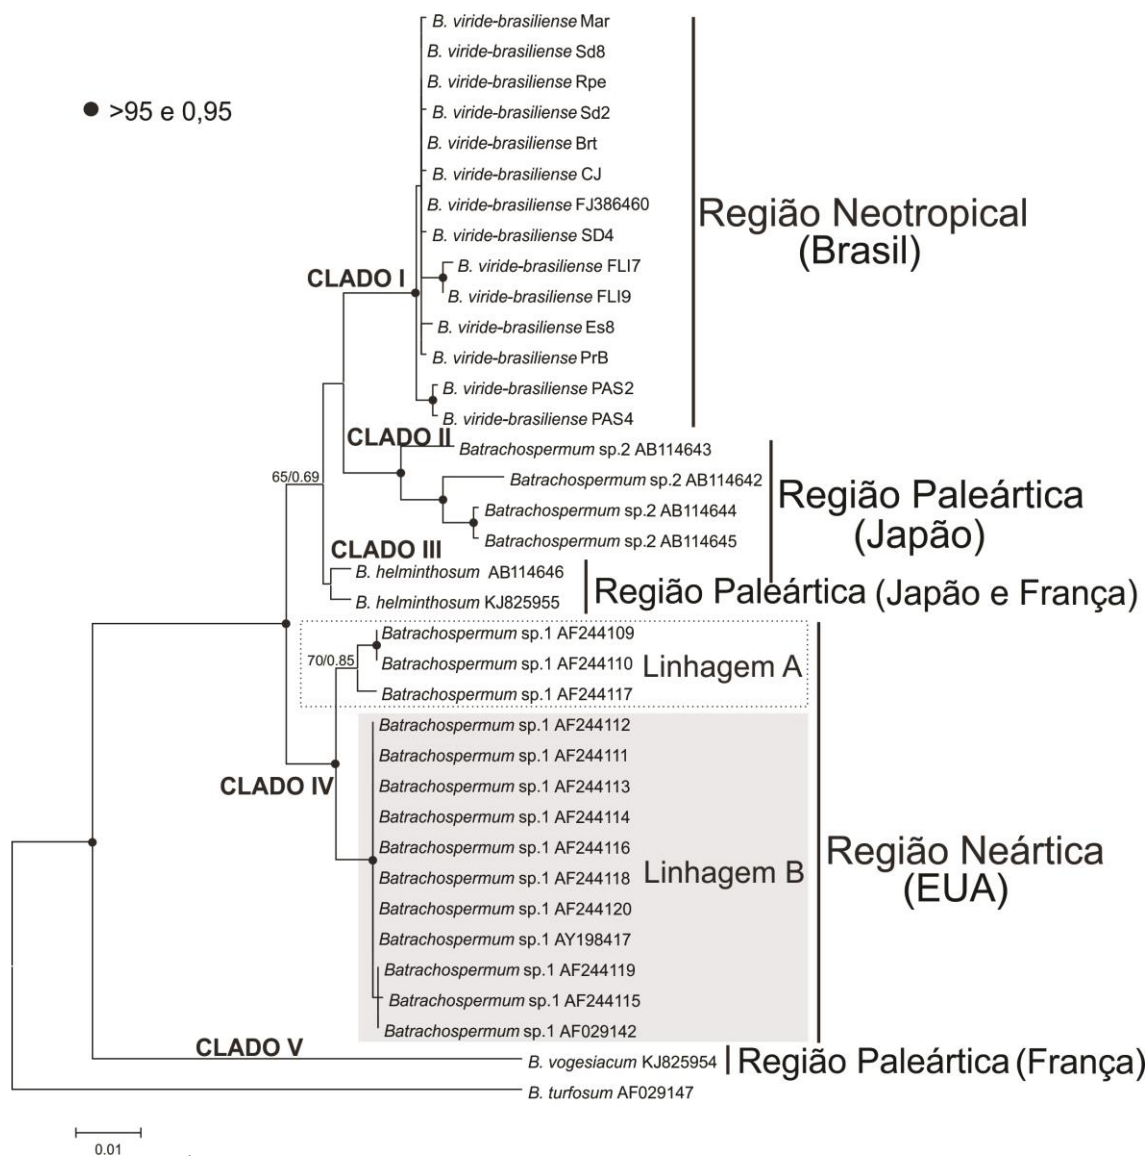 B. viride-brasiliense Mar
B. viride-brasiliense Sd8
B. viride-brasiliense Rpe
>95 e 0,95
B. viride-brasiliense Sd2
B. viride-brasiliense Brt
B. viride-brasiliense CJ
B. viride-brasiliense FJ386460
B. viride-brasiliense SD4
Região Neotropical
(Brasil)
CLADO I
B. viride-brasiliense FLI7
B. viride-brasiliense FLI9
B. viride-brasiliense Es8
B. viride-brasiliense PrB
B. viride-brasiliense PAS2
B. viride-brasiliense PAS4
CLADO II
Batrachospermum sp.2 AB114643
Batrachospermum sp.2 AB114642
Batrachospermum sp.2 AB114644
Batrachospermum sp.2 AB114645
Região Paleártica
(Japão)
65/0.69
CLADO III
B. helminthosum AB114646
B. helminthosum KJ825955
Região Paleártica (Japão e França)
Batrachospermum sp.1 AF244109
70/0.85
Batrachospermum sp.1 AF244110
Linhagem A
Batrachospermum sp.1 AF244117
Batrachospermum sp.1 AF244112
Batrachospermum sp.1 AF244111
CLADO IV
Batrachospermum sp.1 AF244113
Batrachospermum sp.1 AF244114
Batrachospermum sp.1 AF244116
Batrachospermum sp.1 AF244118
Linhagem B
Região Neártica
(EUA)
Batrachospermum sp.1 AF244120
Batrachospermum sp.1 AY198417
Batrachospermum sp.1 AF244119
Batrachospermum sp.1 AF244115
Batrachospermum sp.1 AF029142
CLADO V
B. vogesiacum KJ825954
Região Paleártica (França)
B. turfosum AF029147
0.01